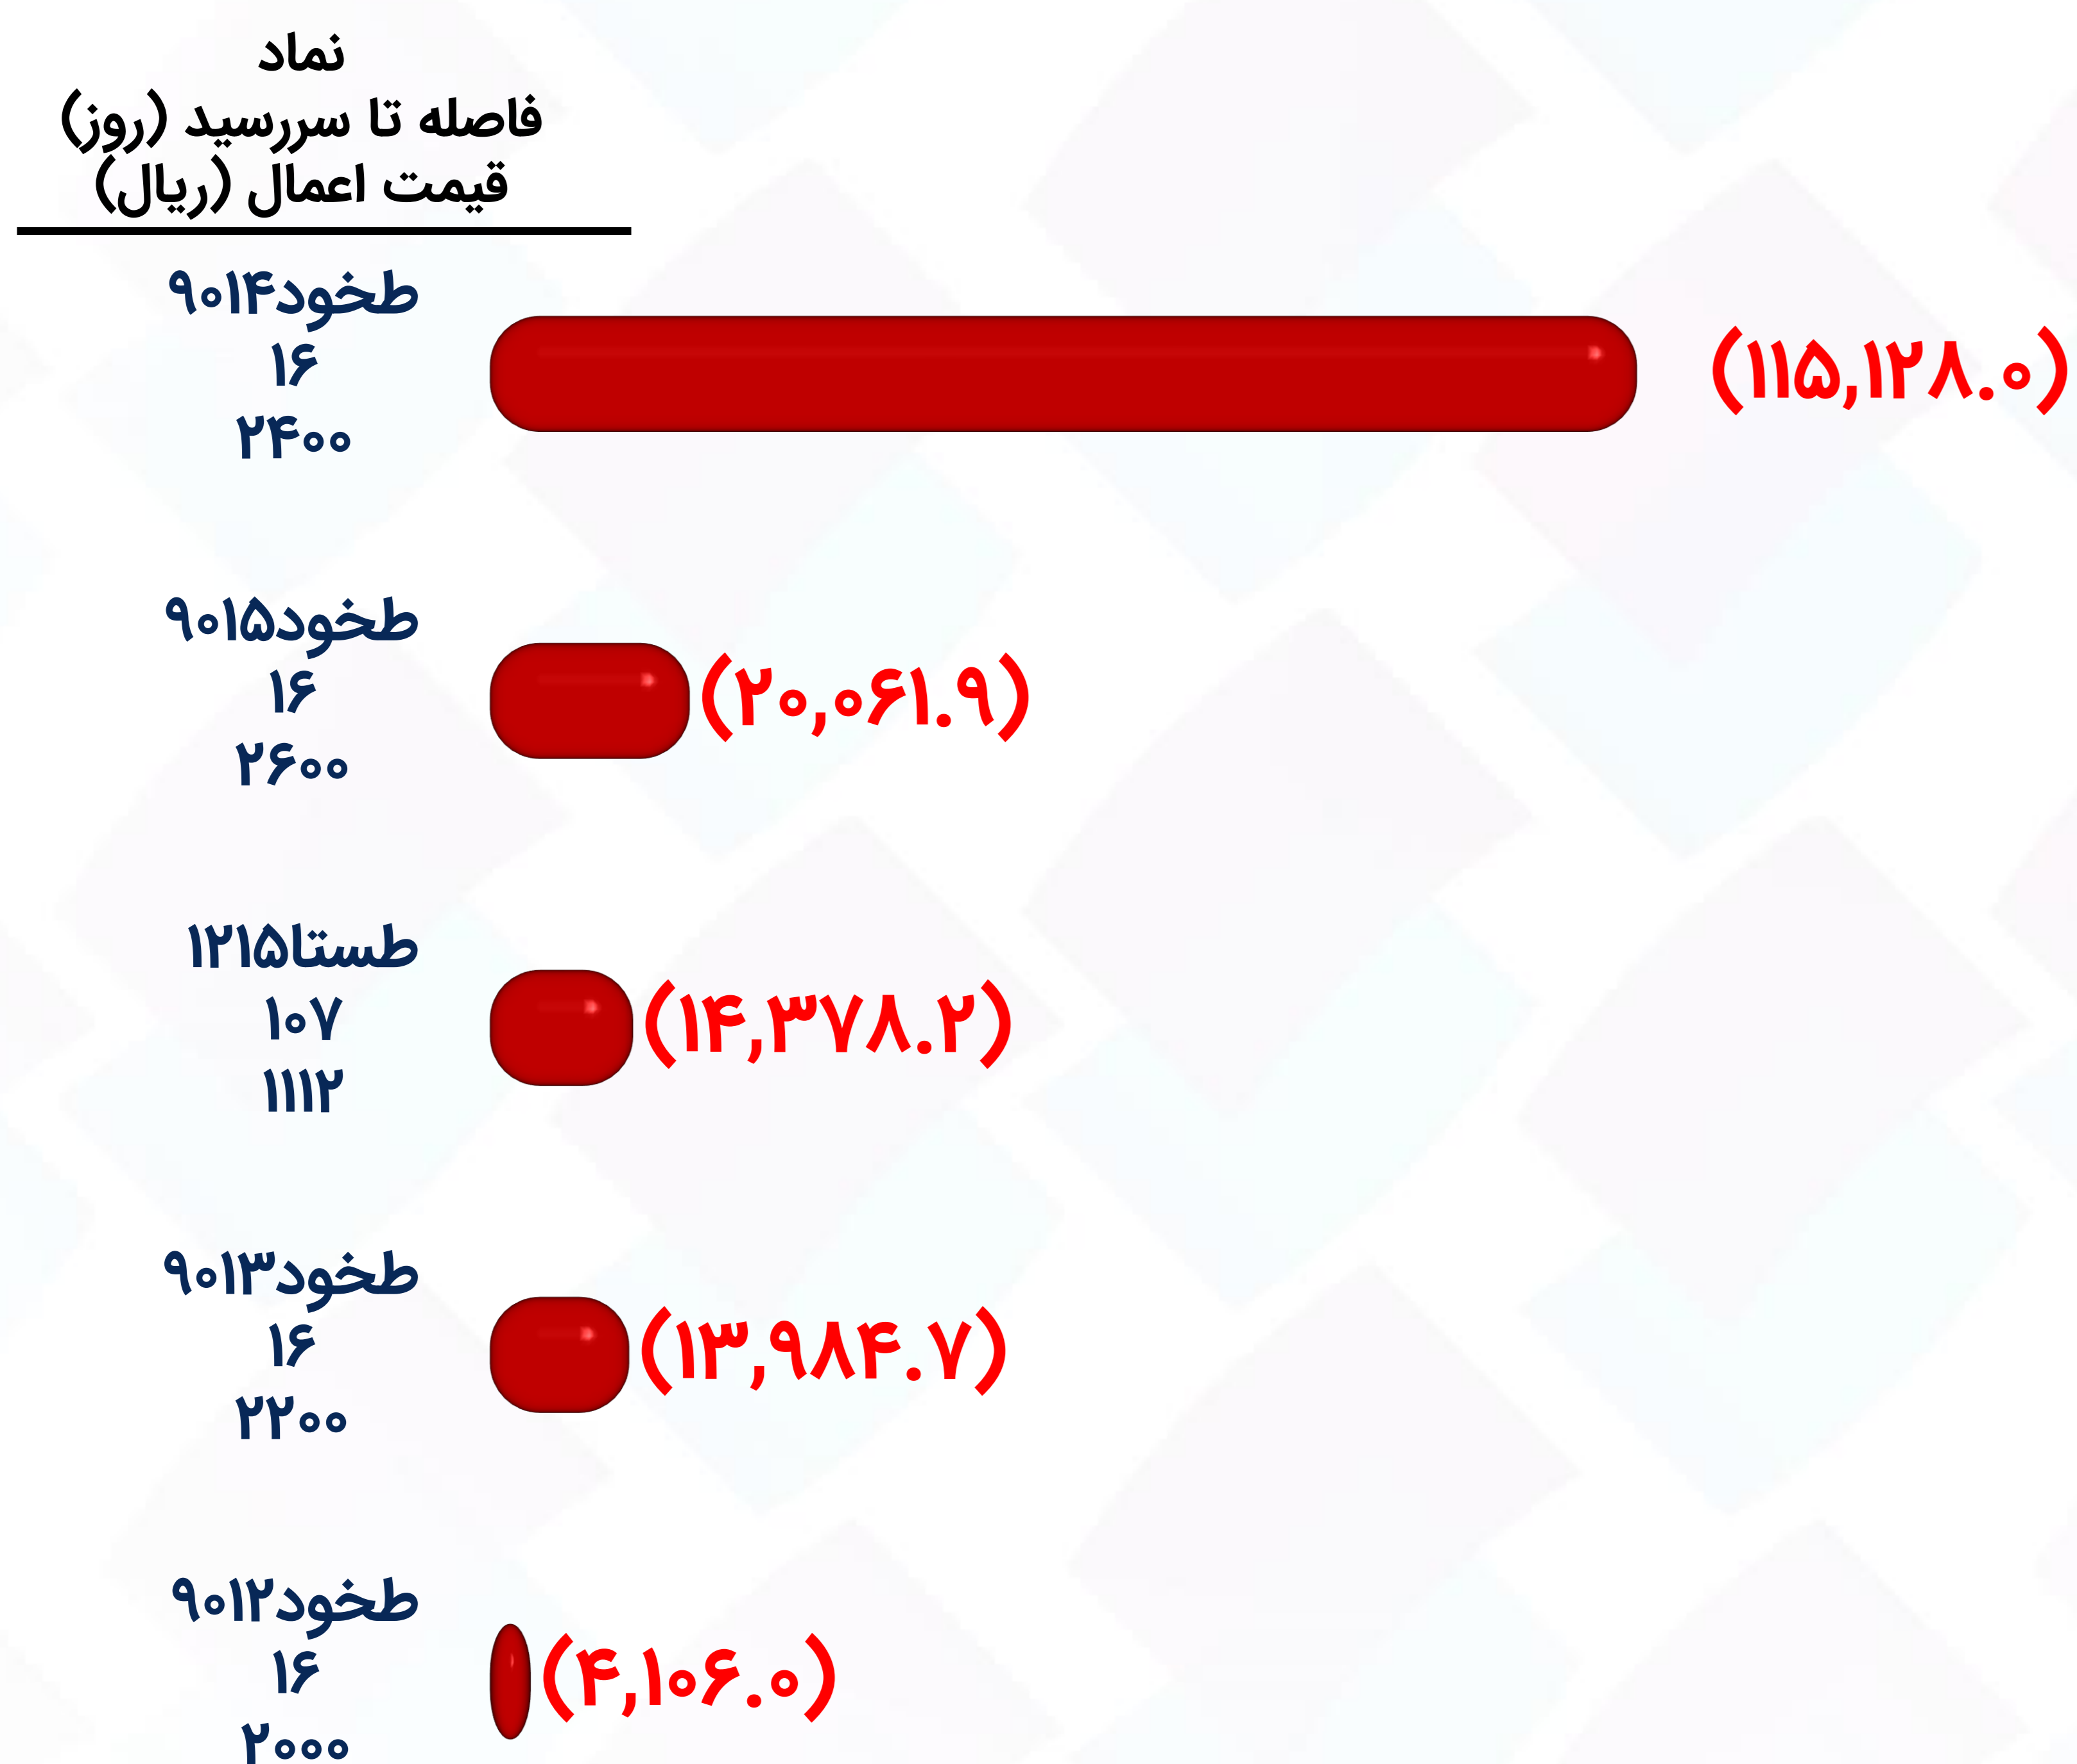 نماد
فاصله تا سررسید (روز)
قیمت اعمال (ریال)
طخود۹۰۱۴
۱۶
۲۴۰۰
(۱۱۵,۱۲۸.۰)
طخود۹۰۱۵
۱۶
۲۶۰۰
(۲۰,۰۶۱.۹)
طستا۱۲۱۵
۱۰۷
۱۱۱۲
(۱۴,۳۷۸.۲)
طخود۹۰۱۳
۱۶
۲۲۰۰
(۱۳,۹۸۴.۷)
طخود۹۰۱۲
۱۶
۲۰۰۰
(۴,۱۰۶.۰)